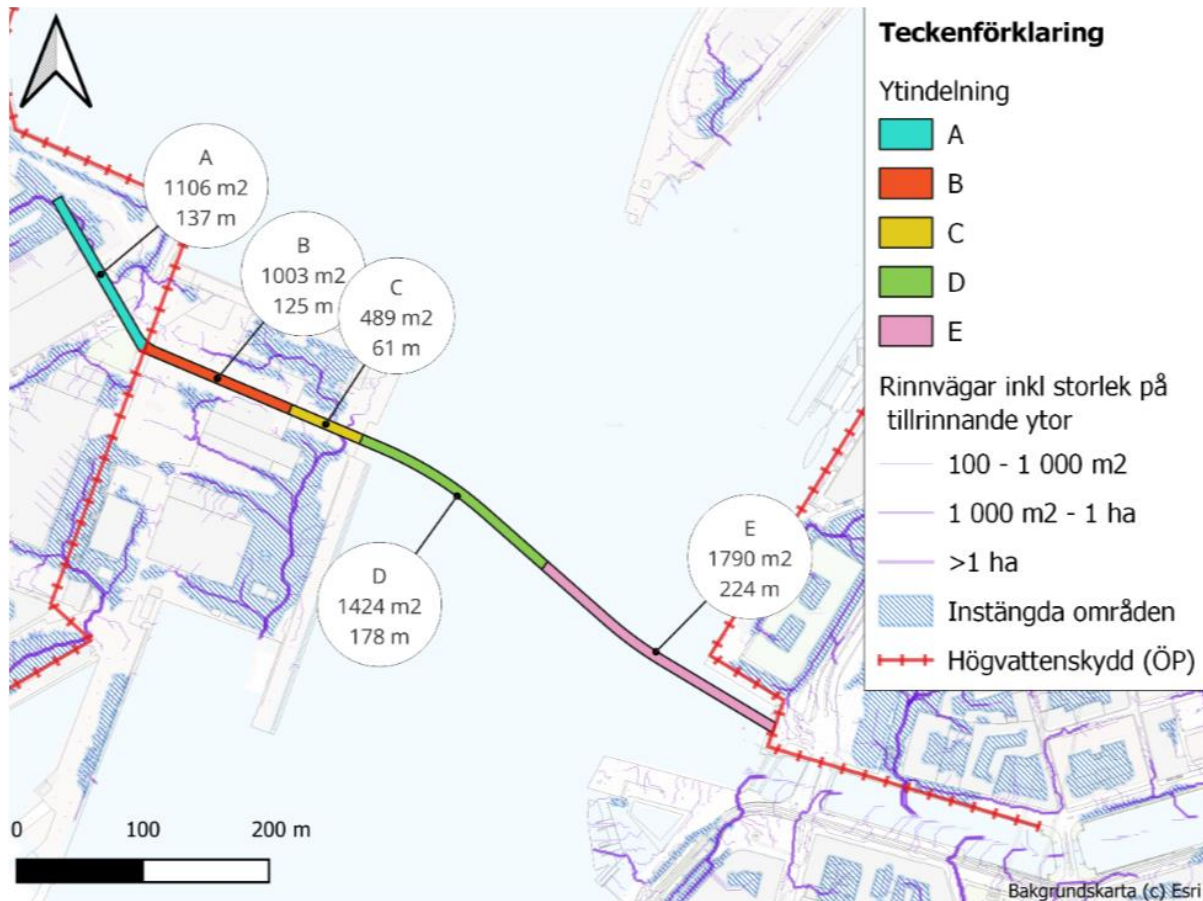 A
1106 m2
137 m
B
1003 m2
125 m
C
489 m2
61 m
D
1424 m2
178 m
E
1790 m2
224 m
0 100 200 m
Teckenförklaring
Ytindelning
A
B
C
D
E
Rinnvägar inkl storlek på
tillrinnande ytor
100 - 1 000 m2
1 000 m2 - 1 ha
>1 ha
Instängda områden
Högvattenskydd (ÖP)
Bakgrundskarta (c) Esri